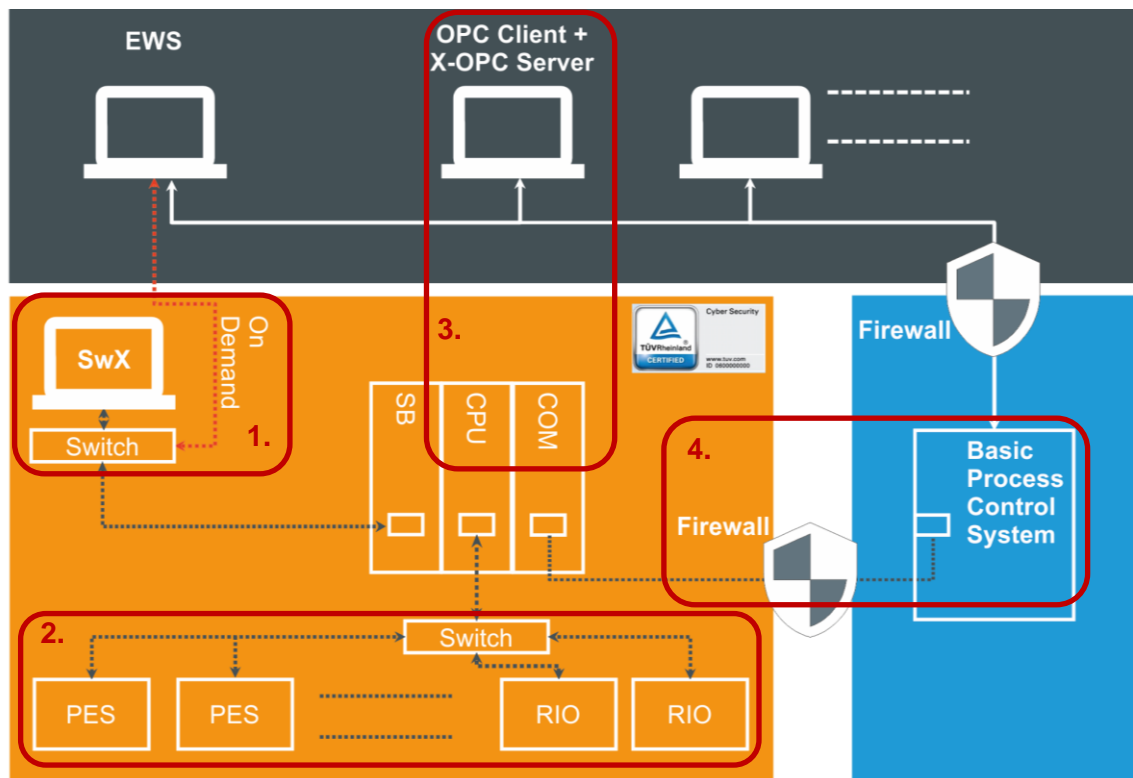 EWS
OPC Client +
X-OPC Server
On
Demand
SwX
Switch
1.
3.
SB
CPU
COM
TÜVRheinland
®
CERTIFIED
Cyber Security
www.tuv.com
ID 0600000000
Firewall
4.
Basic
Process
Control
System
Firewall
2.
Switch
PES
PES
RIO
RIO